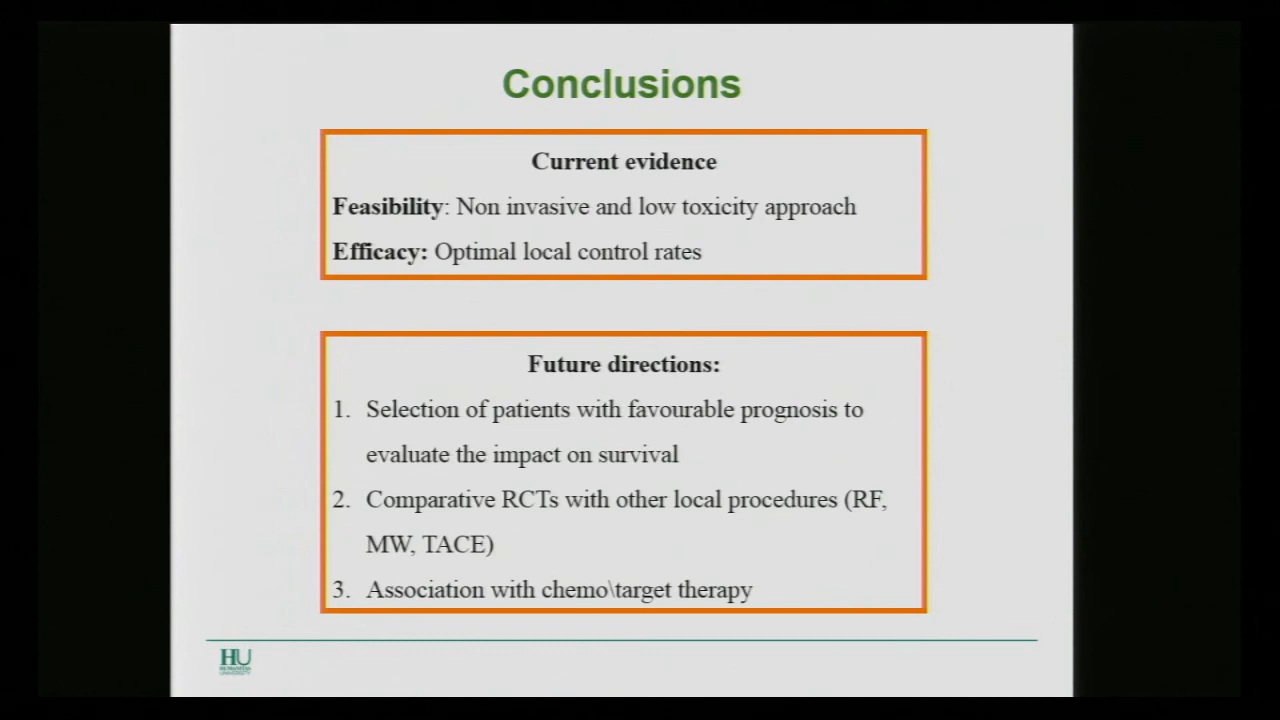 Conclusions
Current evidence
Feasibility: Non invasive and low toxicity approach
Efficacy: Optimal local control rates
Future directions:
1. Selection of patients with favourable prognosis to
evaluate the impact on survival
2. Comparative RCTs with other local procedures (RF,
MW, TACE)
3. Association with chemo\target therapy
HU
HUMANITAS
UNIVERSITY